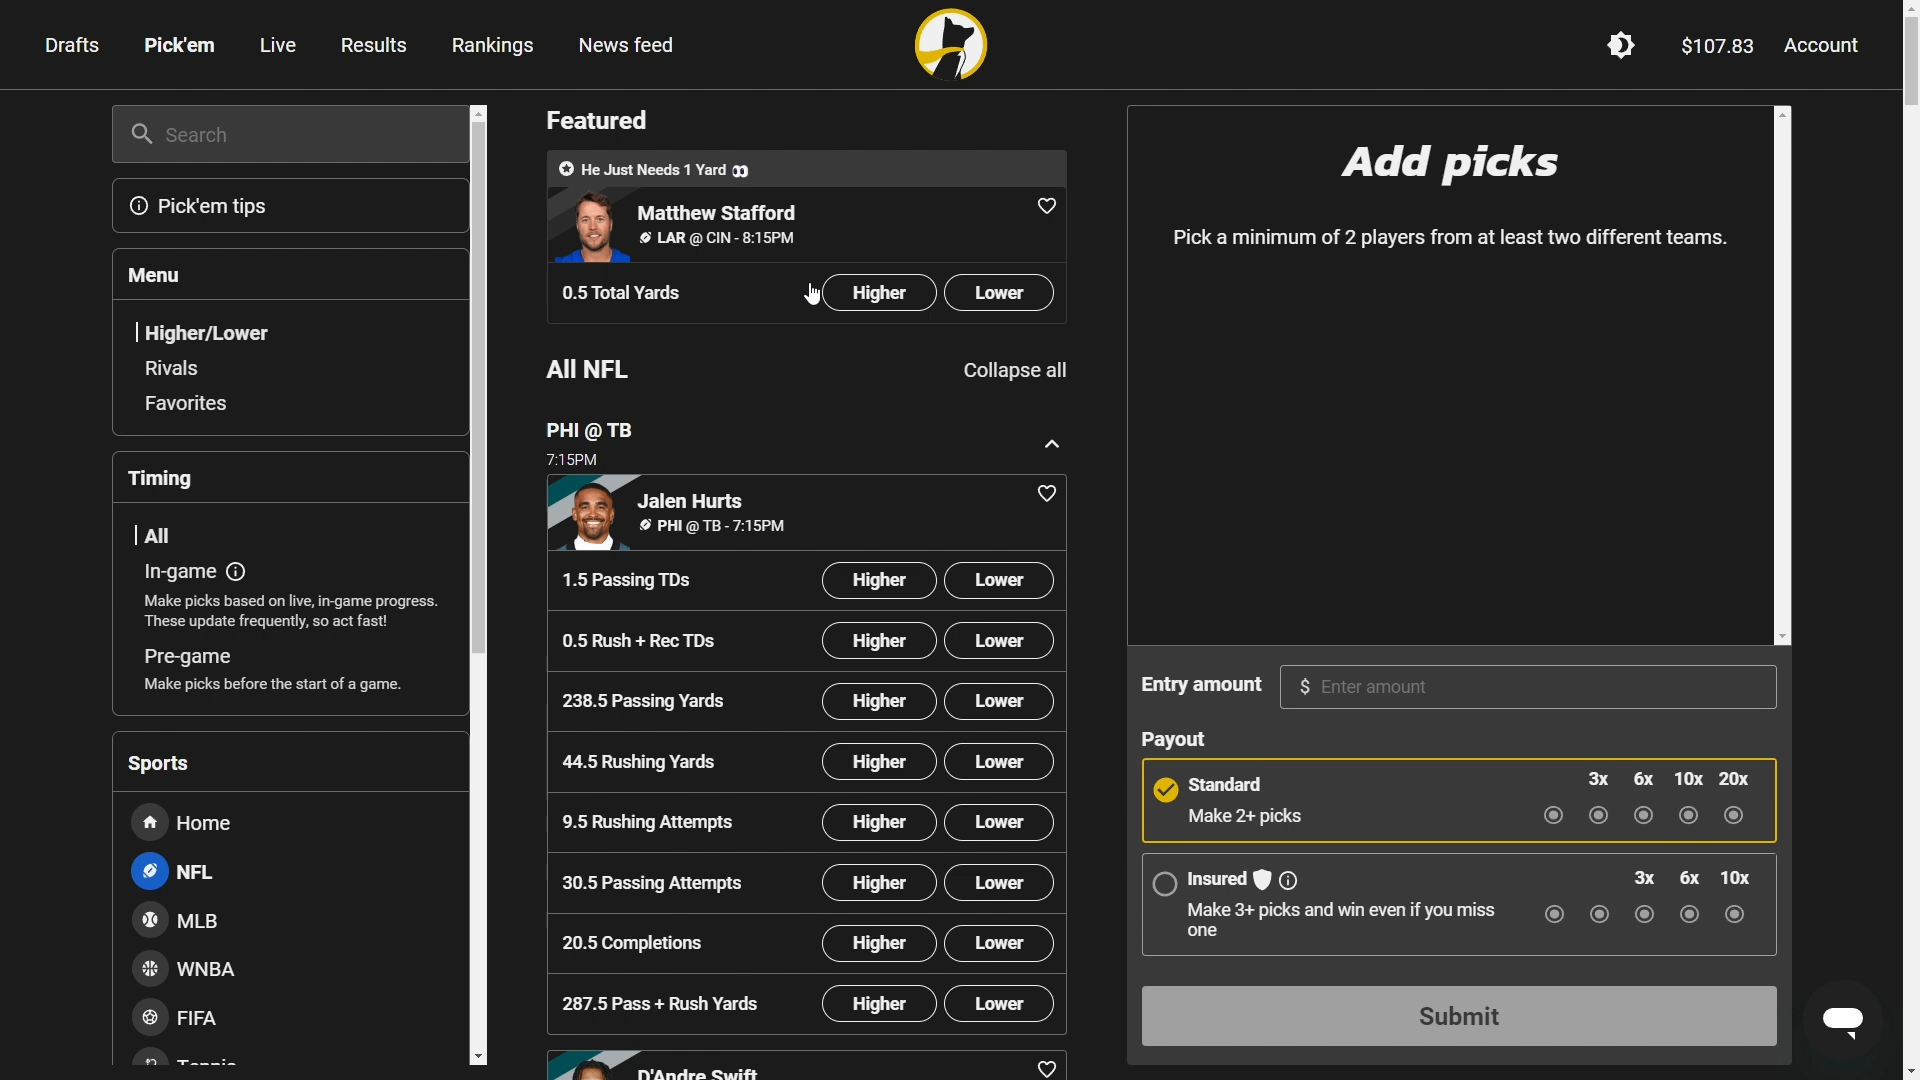 Drafts Pick'em Live Results Rankings News feed $107.83 Account
Search
Pick'em tips
Menu
Higher/Lower
Rivals
Favorites
Timing
All
In-game
Make picks based on live, in-game progress.
These update frequently, so act fast!
Pre-game
Make picks before the start of a game.
Sports
Home
NFL
MLB
WNBA
FIFA
Tennis
Featured
He Just Needs 1 Yard 👀
Matthew Stafford
LAR @ CIN - 8:15PM
0.5 Total Yards Higher Lower
All NFL Collapse all
PHI @ TB
7:15PM
Jalen Hurts
PHI @ TB - 7:15PM
1.5 Passing TDs Higher Lower
0.5 Rush + Rec TDs Higher Lower
238.5 Passing Yards Higher Lower
44.5 Rushing Yards Higher Lower
9.5 Rushing Attempts Higher Lower
30.5 Passing Attempts Higher Lower
20.5 Completions Higher Lower
287.5 Pass + Rush Yards Higher Lower
D'Andre Swift
Add picks
Pick a minimum of 2 players from at least two different teams.
Entry amount $ Enter amount
Payout
Standard 3x 6x 10x 20x
Make 2+ picks
Insured 3x 6x 10x
Make 3+ picks and win even if you miss
one
Submit